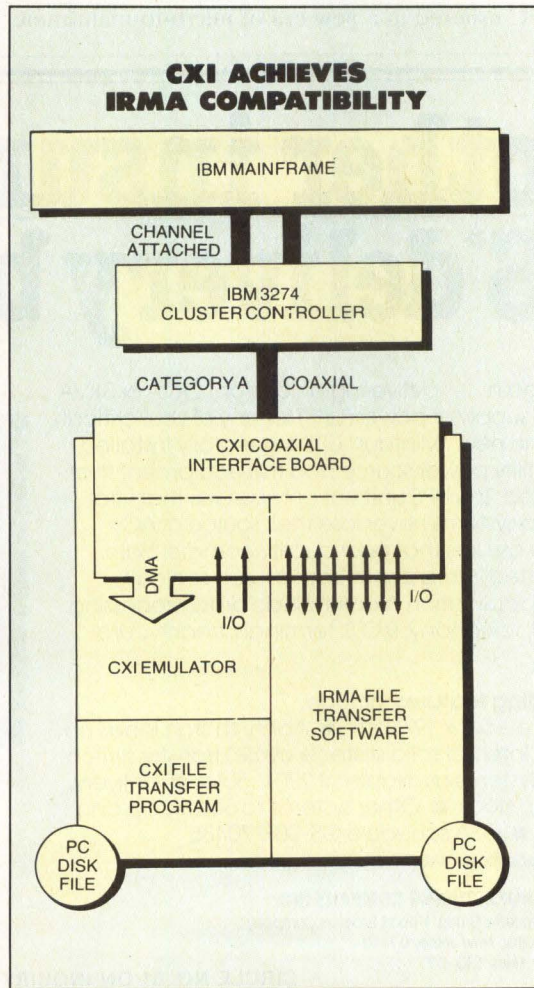 CXI ACHIEVES
IRMA COMPATIBILITY
IBM MAINFRAME
CHANNEL
ATTACHED
IBM 3274
CLUSTER CONTROLLER
CATEGORY A COAXIAL
CXI COAXIAL
INTERFACE BOARD
DMA
I/O
I/O
CXI EMULATOR
IRMA FILE
TRANSFER
SOFTWARE
CXI FILE
TRANSFER
PROGRAM
PC
DISK
FILE
PC
DISK
FILE